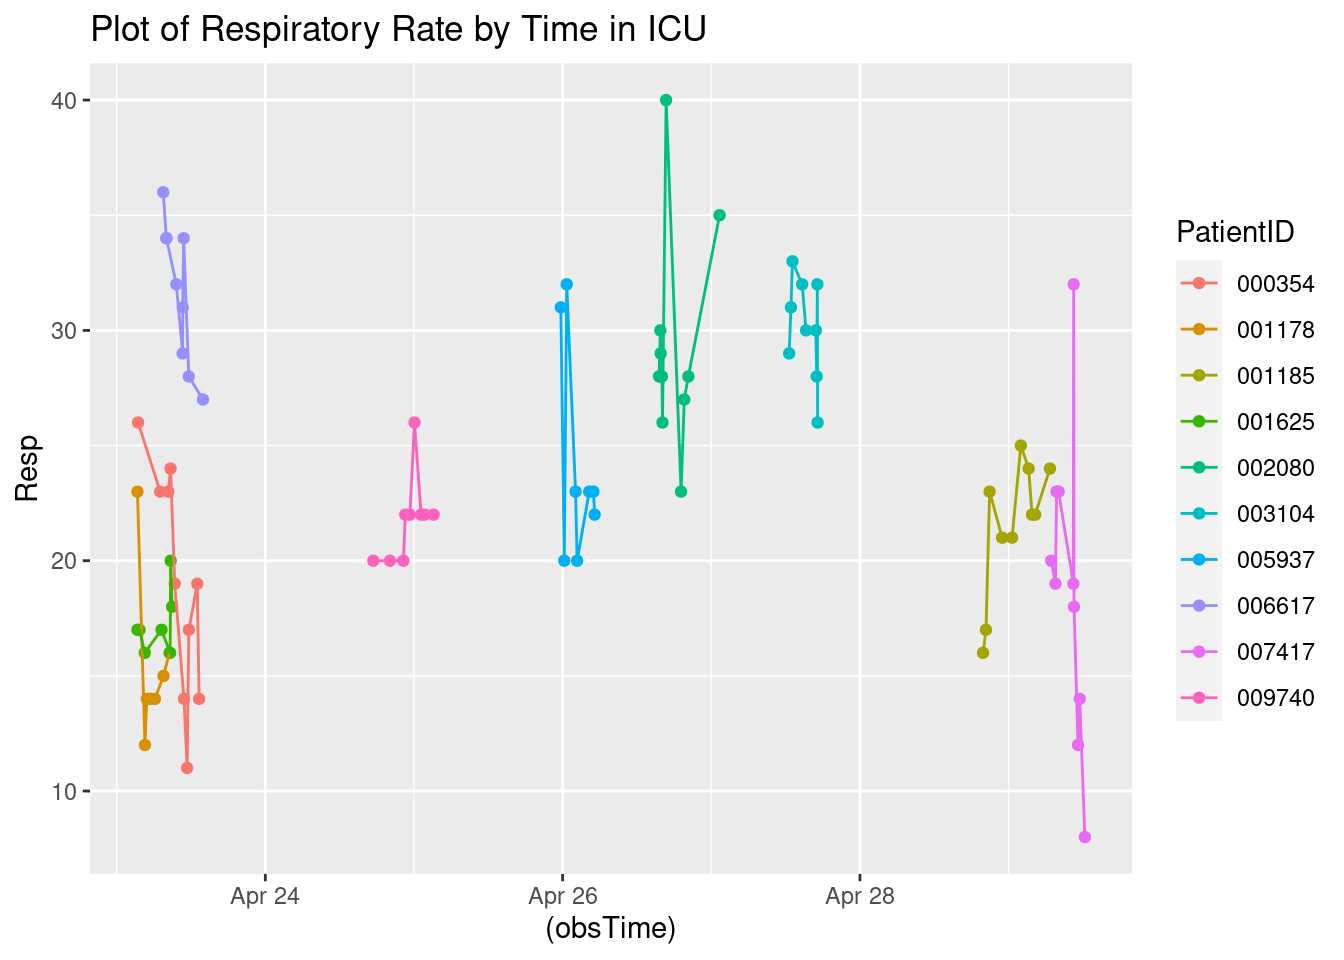 Plot of Respiratory Rate by Time in ICU
Resp
40
30
20
10
Apr 24
Apr 26
Apr 28
(obsTime)
PatientID
000354
001178
001185
001625
002080
003104
005937
006617
007417
009740